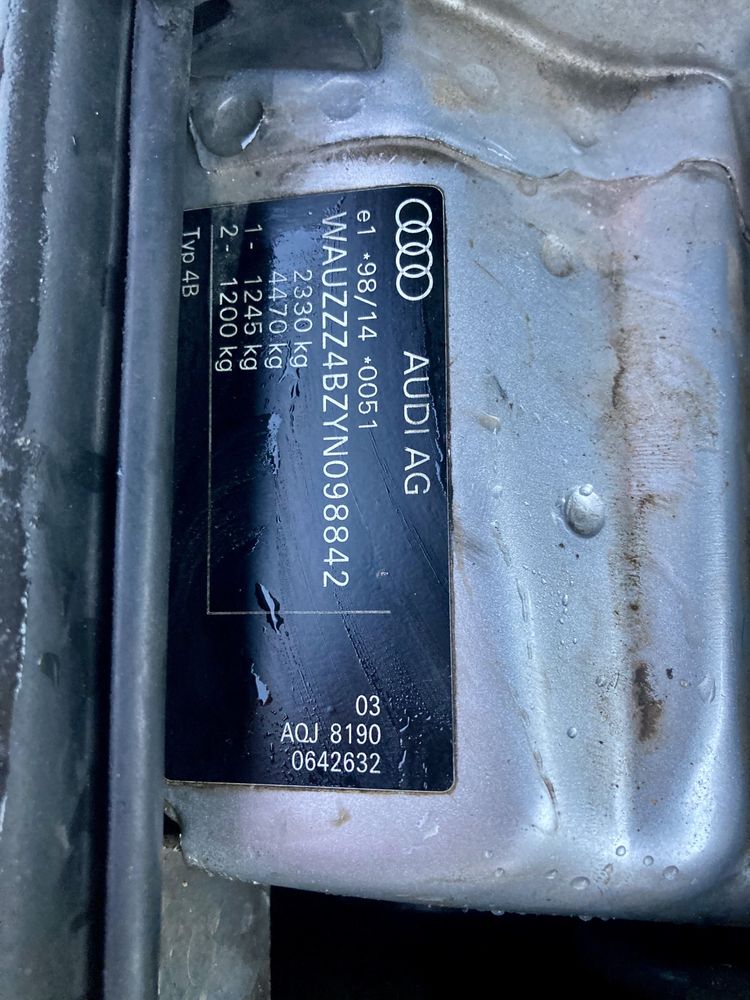 AUDI AG
e1 *98/14 *0051
WAUZZZ4BZYN098842
2330 kg
4470 kg
1- 1245 kg
2- 1200 kg
Typ 4B
03
AQJ 8190
0642632